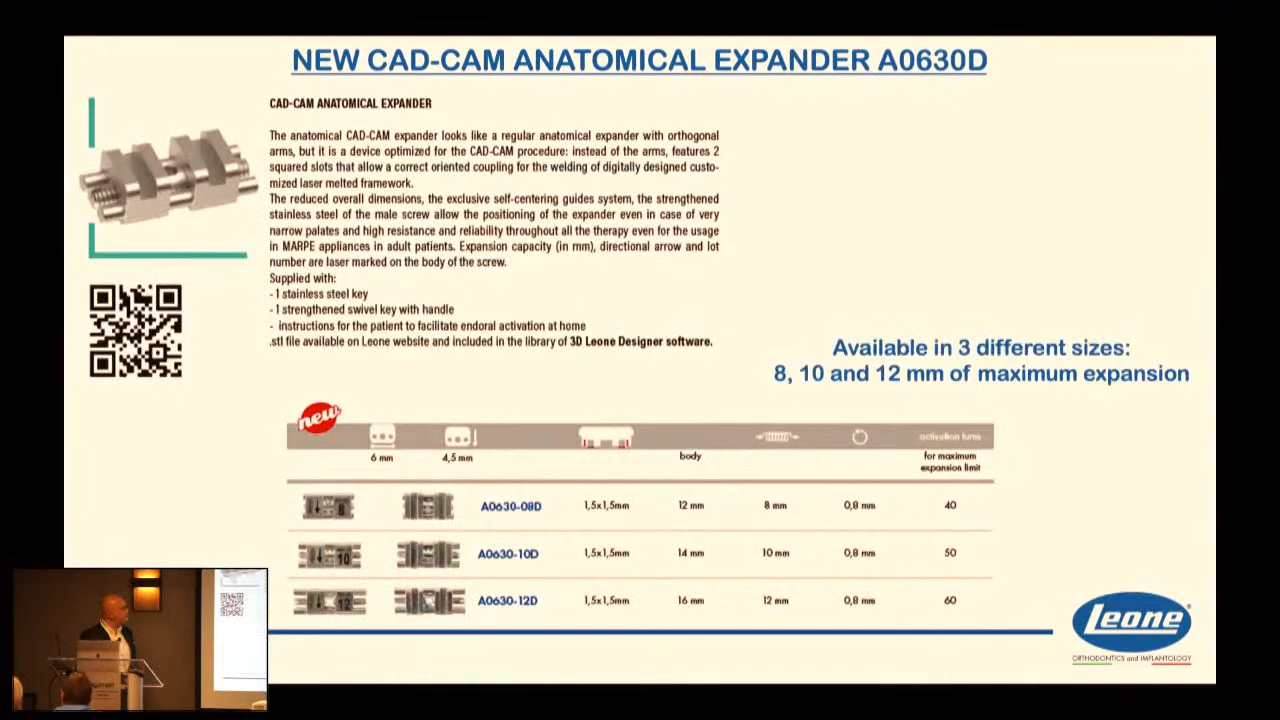 NEW CAD-CAM ANATOMICAL EXPANDER A0630D
CAD-CAM ANATOMICAL EXPANDER
The anatomical CAD-CAM expander looks like a regular anatomical expander with orthogonal
arms, but it is a device optimized for the CAD-CAM procedure: instead of the arms, features 2
squared slots that allow a correct oriented coupling for the welding of digitally designed custo-
mized laser melted framework.
The reduced overall dimensions, the exclusive self-centering guides system, the strengthened
stainless steel of the male screw allow the positioning of the expander even in case of very
narrow palates and high resistance and reliability throughout all the therapy even for the usage
in MARPE appliances in adult patients. Expansion capacity (in mm), directional arrow and lot
number are laser marked on the body of the screw.
Supplied with:
- 1 stainless steel key
- 1 strengthened swivel key with handle
- instructions for the patient to facilitate endoral activation at home
.stl file available on Leone website and included in the library of 3D Leone Designer software.
Available in 3 different sizes:
8, 10 and 12 mm of maximum expansion
new
activation turns
6 mm 4,5 mm body for maximum
expansion limit
8 A0630-08D 1,5x1,5mm 12 mm 8 mm 0,8 mm 40
10 A0630-10D 1,5x1,5mm 14 mm 10 mm 0,8 mm 50
12 A0630-12D 1,5x1,5mm 16 mm 12 mm 0,8 mm 60
Leone®
ORTHODONTICS and IMPLANTOLOGY